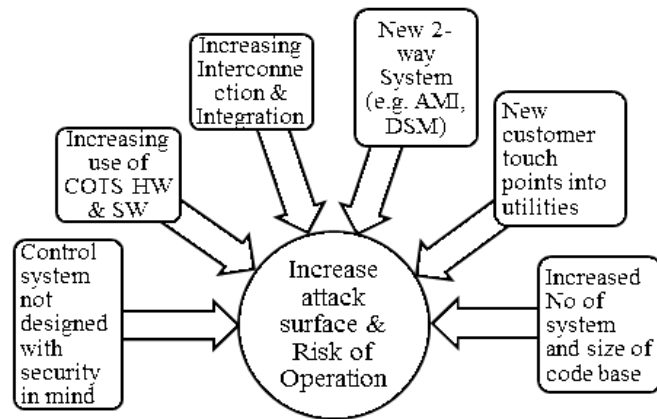 Increasing
Interconne
ction &
Integration
New 2-
way
System
(e.g. AMI,
DSM)
New
customer
touch
points into
utilities
Increasing
use of
COTS HW
& SW
Control
system
not
designed
with
security
in mind
Increase
attack
surface &
Risk of
Operation
Increased
No of
system
and size of
code base